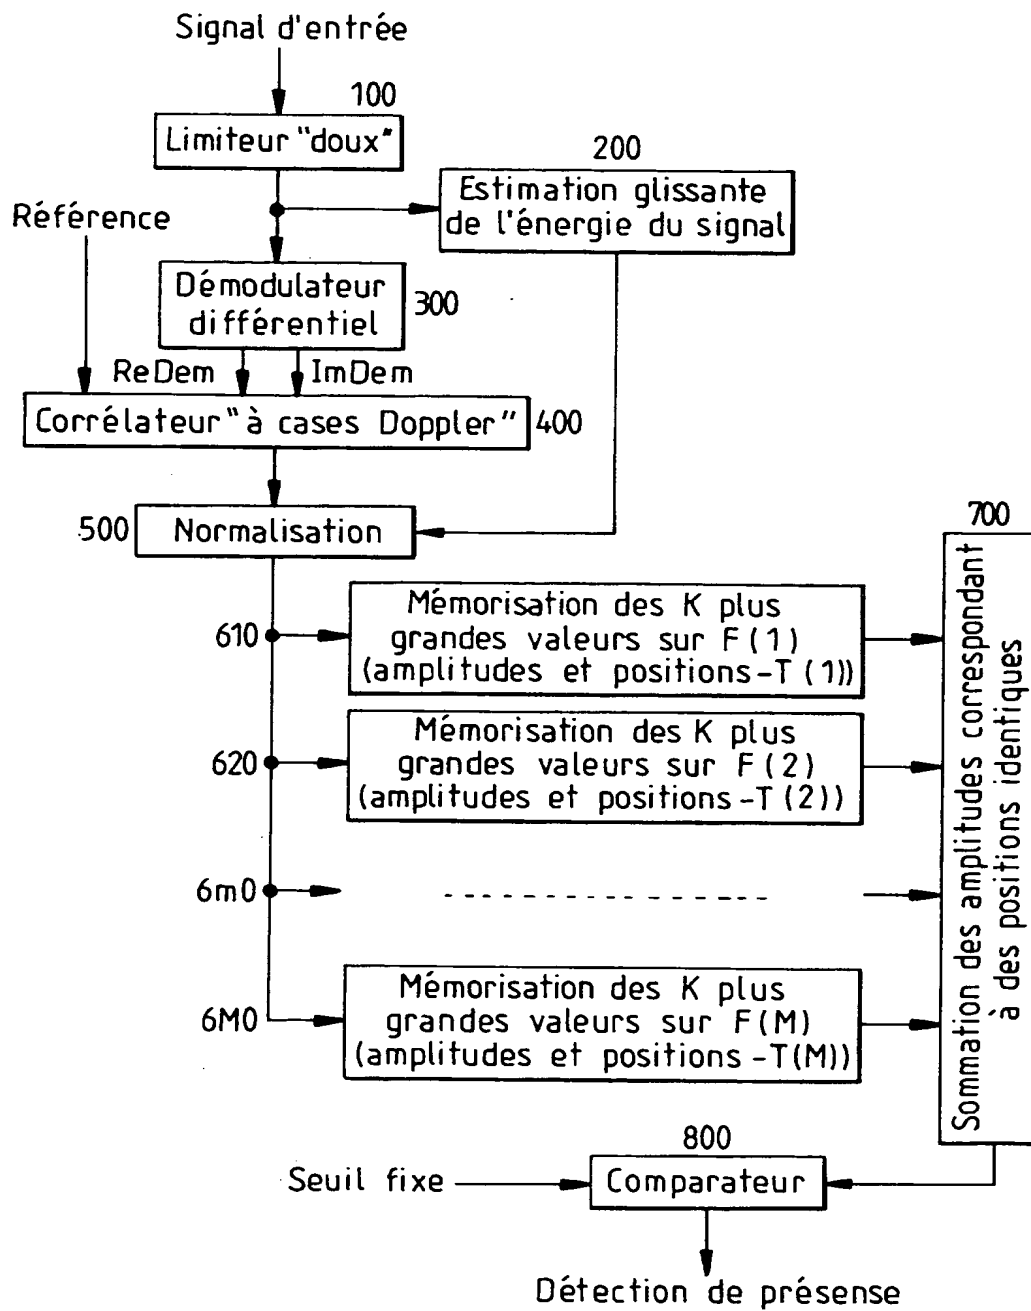 Signal d'entrée
100
Limiteur "doux"
200
Estimation glissante
de l'énergie du signal
Référence
Démodulateur
différentiel
300
ReDem
ImDem
Corrélateur "à cases Doppler"
400
500
Normalisation
700
610
Mémorisation des K plus
grandes valeurs sur F(1)
(amplitudes et positions-T(1))
620
Mémorisation des K plus
grandes valeurs sur F(2)
(amplitudes et positions-T(2))
6m0
6M0
Mémorisation des K plus
grandes valeurs sur F(M)
(amplitudes et positions-T(M))
Sommation des amplitudes correspondant
à des positions identiques
800
Seuil fixe
Comparateur
Détection de présense